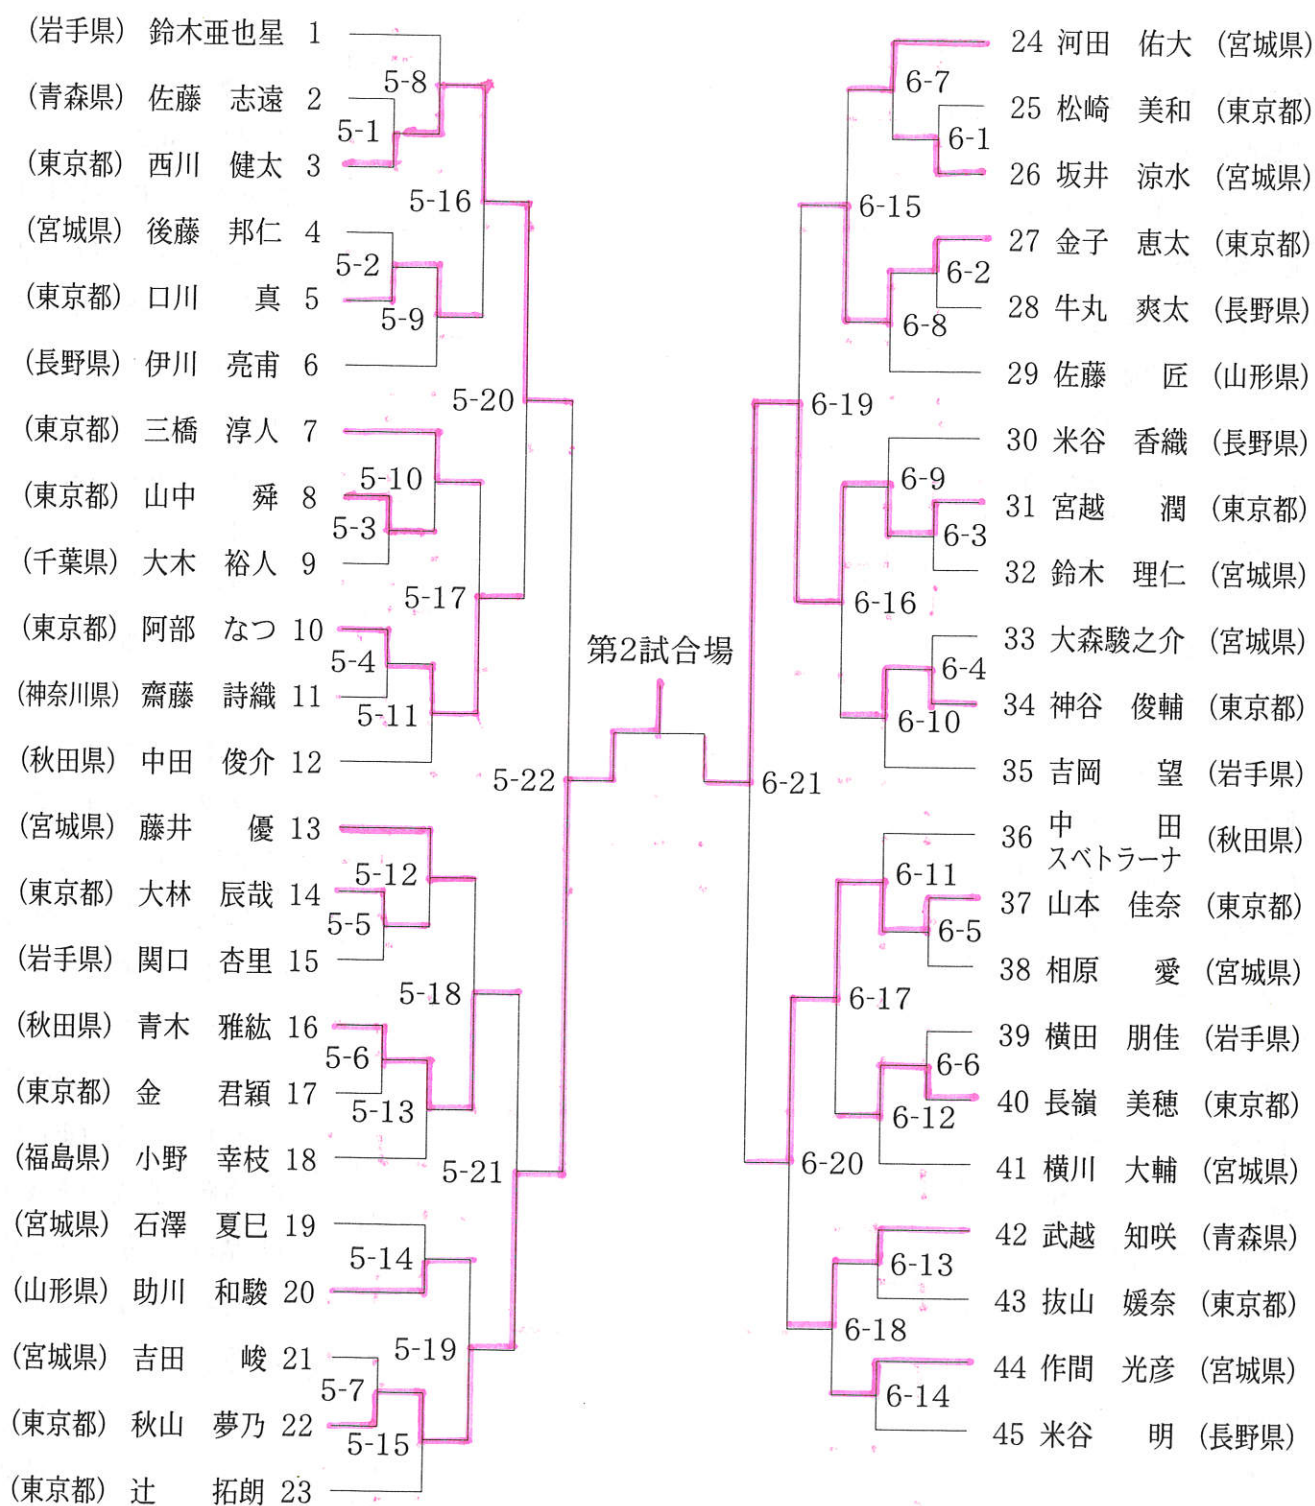 (岩手県) 鈴木亜也星 1
5-8
(青森県) 佐藤 志遠 2
5-1
(東京都) 西川 健太 3
5-16
(宮城県) 後藤 邦仁 4
5-2
(東京都) 口川 真 5
5-9
(長野県) 伊川 亮甫 6
5-20
(東京都) 三橋 淳人 7
5-10
(東京都) 山中 舜 8
5-3
(千葉県) 大木 裕人 9
5-17
(東京都) 阿部 なつ 10
5-4
(神奈川県) 齋藤 詩織 11
5-11
(秋田県) 中田 俊介 12
5-22
(宮城県) 藤井 優 13
5-12
(東京都) 大林 辰哉 14
5-5
(岩手県) 関口 杏里 15
5-18
(秋田県) 青木 雅紘 16
5-6
(東京都) 金 君穎 17
5-13
(福島県) 小野 幸枝 18
5-21
(宮城県) 石澤 夏巳 19
5-14
(山形県) 助川 和駿 20
5-19
(宮城県) 吉田 峻 21
5-7
(東京都) 秋山 夢乃 22
5-15
(東京都) 辻 拓朗 23
第2試合場
24 河田 佑大 (宮城県)
6-7
25 松崎 美和 (東京都)
6-1
26 坂井 涼水 (宮城県)
6-15
27 金子 恵太 (東京都)
6-2
28 牛丸 爽太 (長野県)
6-8
29 佐藤 匠 (山形県)
6-19
30 米谷 香織 (長野県)
6-9
31 宮越 潤 (東京都)
6-3
32 鈴木 理仁 (宮城県)
6-16
33 大森駿之介 (宮城県)
6-4
34 神谷 俊輔 (東京都)
6-10
35 吉岡 望 (岩手県)
6-21
36 中 田 (秋田県)
スベトラーナ
6-11
37 山本 佳奈 (東京都)
6-5
38 相原 愛 (宮城県)
6-17
39 横田 朋佳 (岩手県)
6-6
40 長嶺 美穂 (東京都)
6-12
41 横川 大輔 (宮城県)
6-20
42 武越 知咲 (青森県)
6-13
43 抜山 媛奈 (東京都)
6-18
44 作間 光彦 (宮城県)
6-14
45 米谷 明 (長野県)